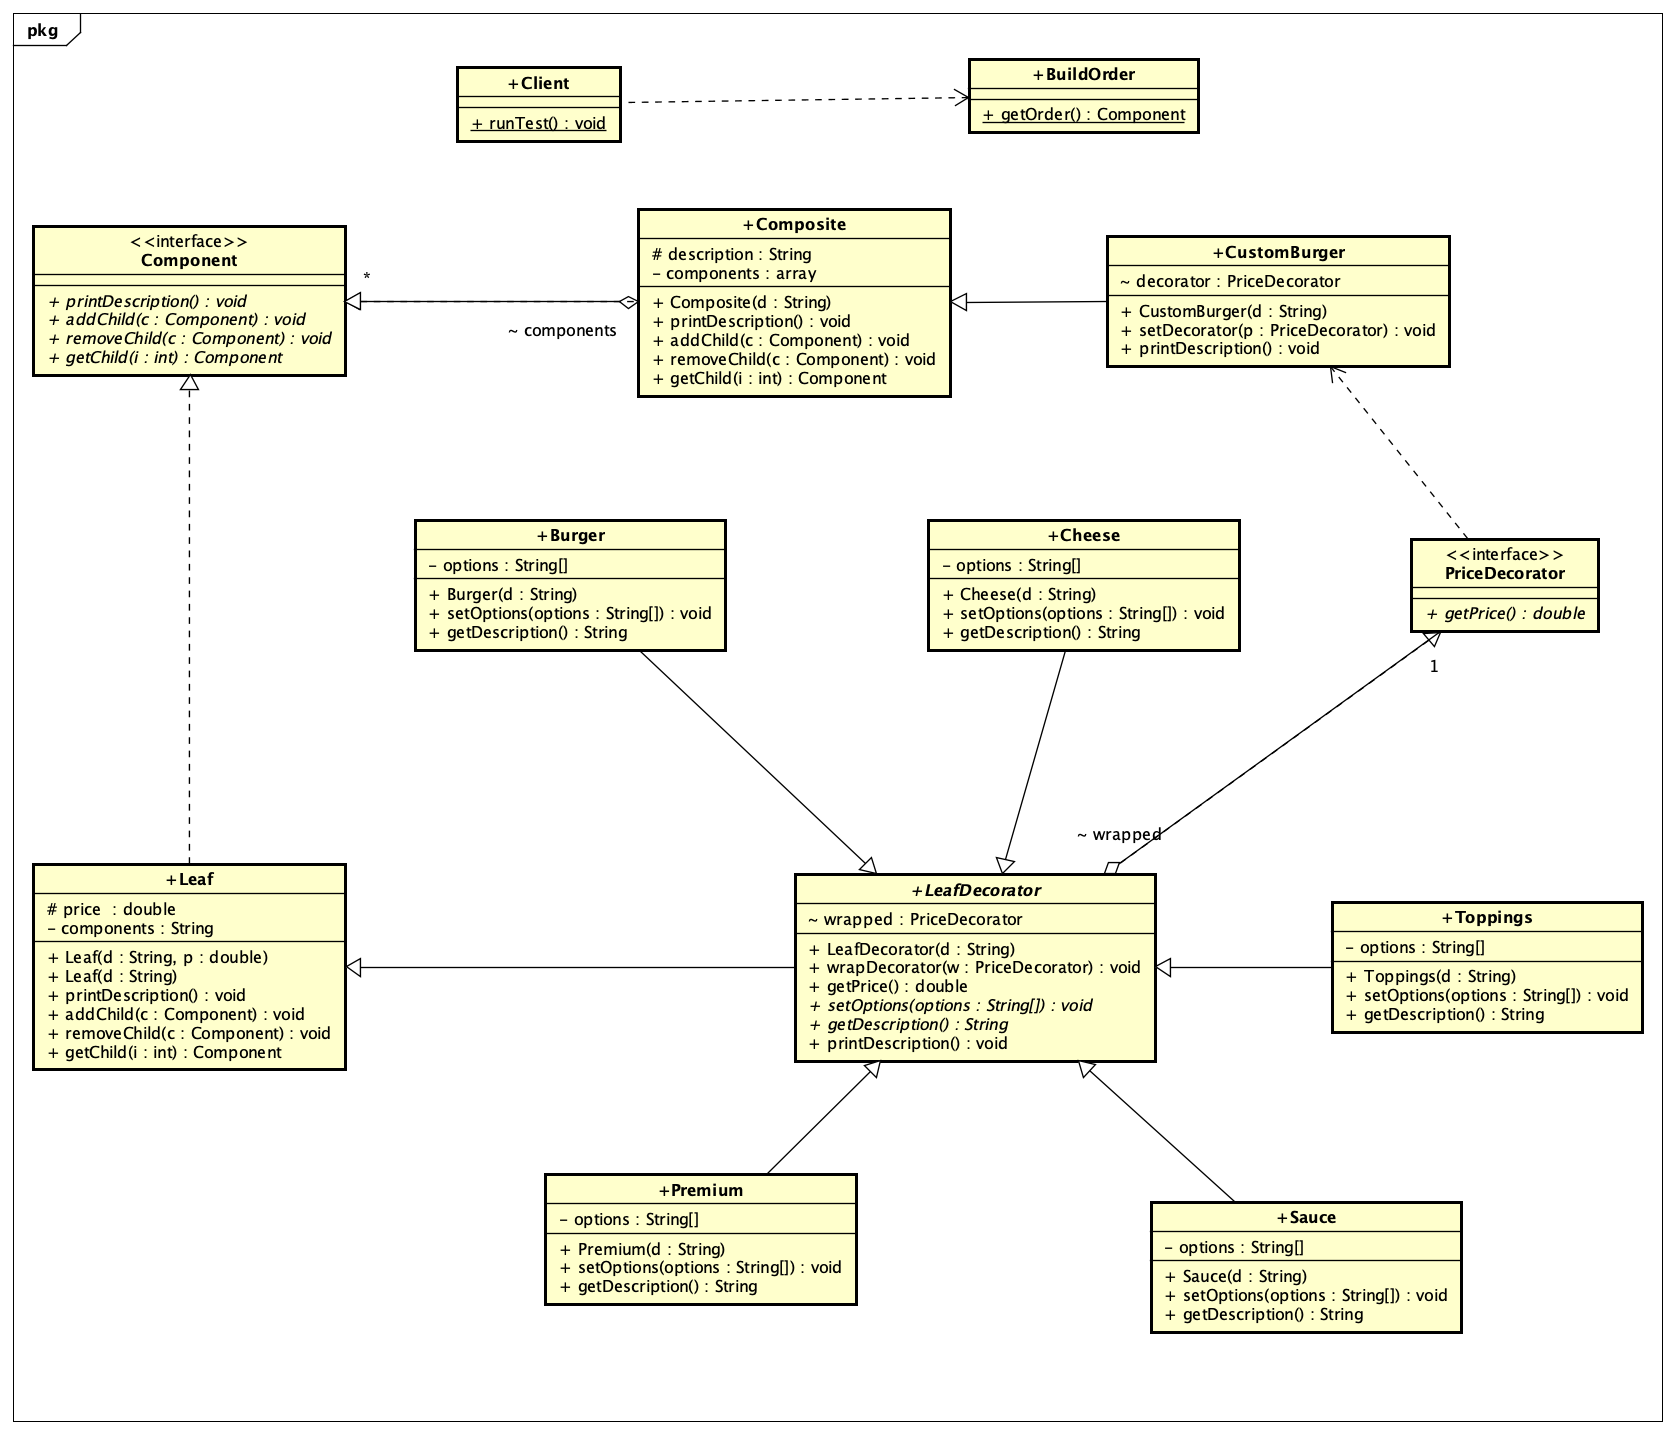 pkg
+Client
+ runTest() : void
+BuildOrder
+ getOrder() : Component
<<interface>>
Component
+ printDescription() : void
+ addChild(c : Component) : void
+ removeChild(c : Component) : void
+ getChild(i : int) : Component
*
~ components
+Composite
# description : String
- components : array
+ Composite(d : String)
+ printDescription() : void
+ addChild(c : Component) : void
+ removeChild(c : Component) : void
+ getChild(i : int) : Component
+CustomBurger
~ decorator : PriceDecorator
+ CustomBurger(d : String)
+ setDecorator(p : PriceDecorator) : void
+ printDescription() : void
+Burger
- options : String[]
+ Burger(d : String)
+ setOptions(options : String[]) : void
+ getDescription() : String
+Cheese
- options : String[]
+ Cheese(d : String)
+ setOptions(options : String[]) : void
+ getDescription() : String
<<interface>>
PriceDecorator
+ getPrice() : double
1
~ wrapped
+Leaf
# price : double
- components : String
+ Leaf(d : String, p : double)
+ Leaf(d : String)
+ printDescription() : void
+ addChild(c : Component) : void
+ removeChild(c : Component) : void
+ getChild(i : int) : Component
+LeafDecorator
~ wrapped : PriceDecorator
+ LeafDecorator(d : String)
+ wrapDecorator(w : PriceDecorator) : void
+ getPrice() : double
+ setOptions(options : String[]) : void
+ getDescription() : String
+ printDescription() : void
+Toppings
- options : String[]
+ Toppings(d : String)
+ setOptions(options : String[]) : void
+ getDescription() : String
+Premium
- options : String[]
+ Premium(d : String)
+ setOptions(options : String[]) : void
+ getDescription() : String
+Sauce
- options : String[]
+ Sauce(d : String)
+ setOptions(options : String[]) : void
+ getDescription() : String